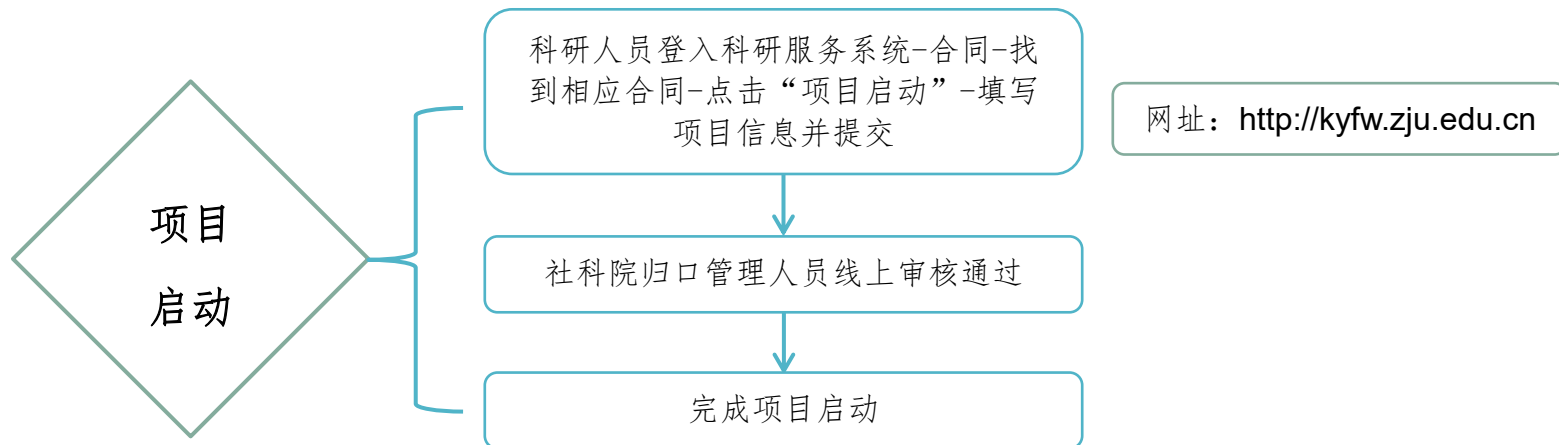 项目
启动
科研人员登入科研服务系统-合同-找
到相应合同-点击“项目启动”-填写
项目信息并提交
网址：http://kyfw.zju.edu.cn
社科院归口管理人员线上审核通过
完成项目启动